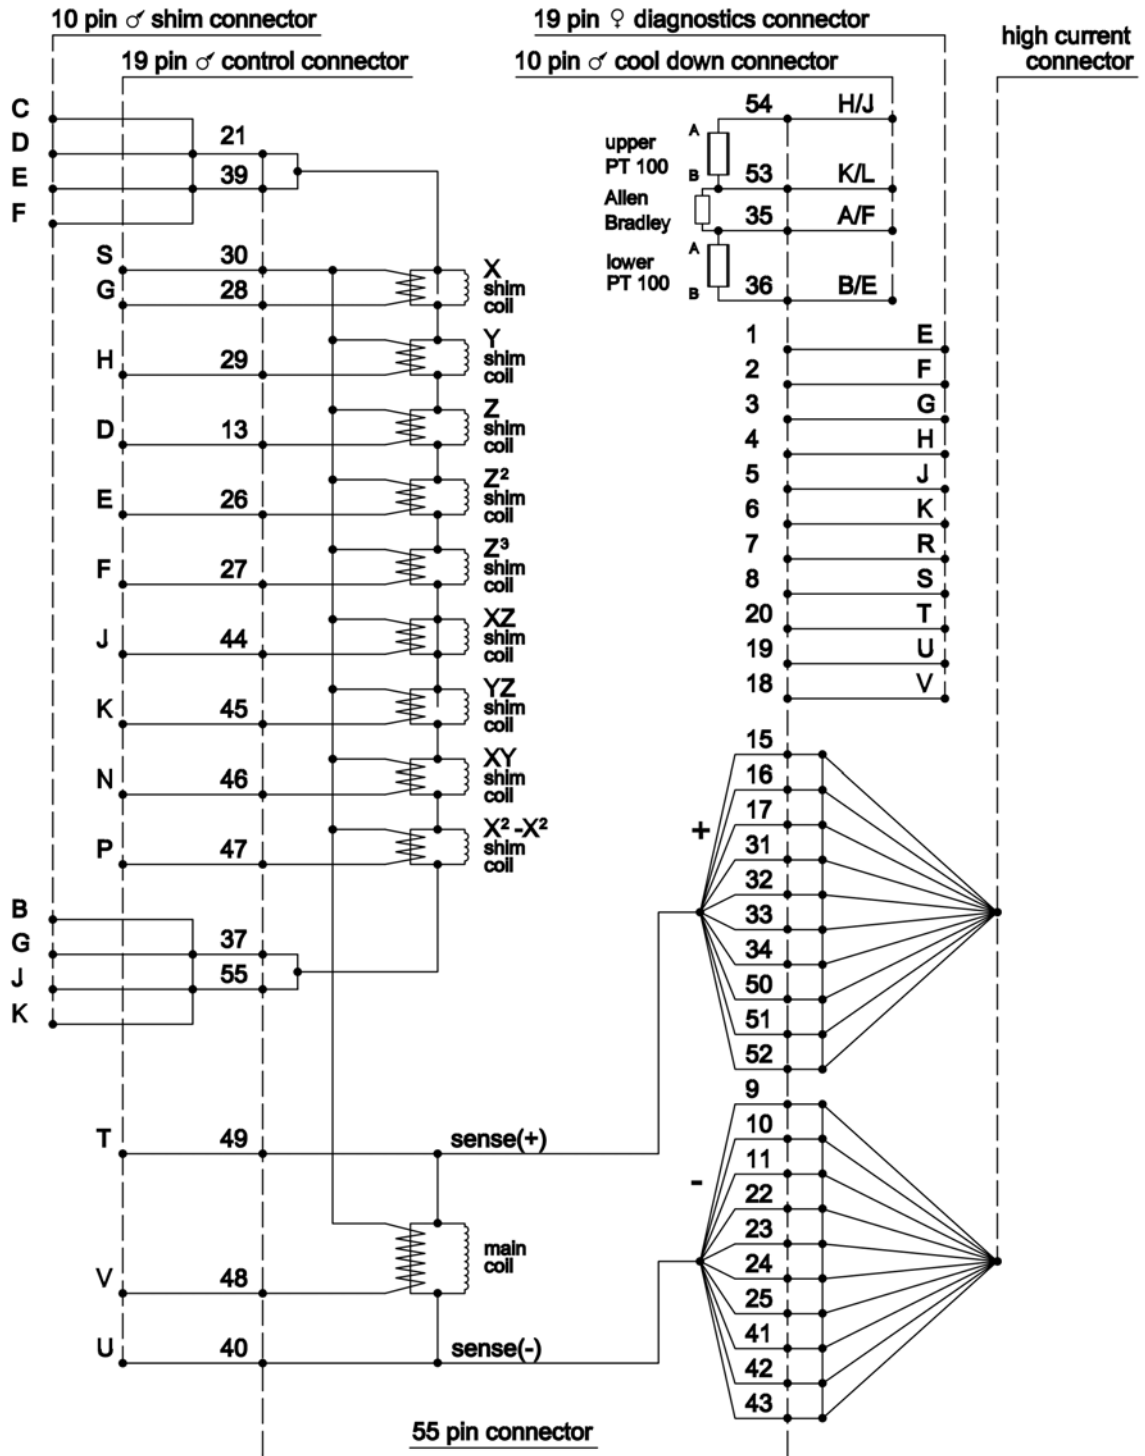 10 pin ♂ shim connector
19 pin ♀ diagnostics connector
high current
connector
19 pin ♂ control connector
10 pin ♂ cool down connector
C
D 21
E 39
F
S 30 X
shim
coil
G 28
H 29 Y
shim
coil
D 13 Z
shim
coil
E 26 Z²
shim
coil
F 27 Z³
shim
coil
J 44 XZ
shim
coil
K 45 YZ
shim
coil
N 46 XY
shim
coil
P 47 X² -X²
shim
coil
B
G 37
J 55
K
T 49 sense(+)
main
coil
V 48
U 40 sense(-)
55 pin connector
54 H/J
A
upper
PT 100
B
53 K/L
Allen
Bradley
35 A/F
A
lower
PT 100
B
36 B/E
1 E
2 F
3 G
4 H
5 J
6 K
7 R
8 S
20 T
19 U
18 V
+
15
16
17
31
32
33
34
50
51
52
-
9
10
11
22
23
24
25
41
42
43